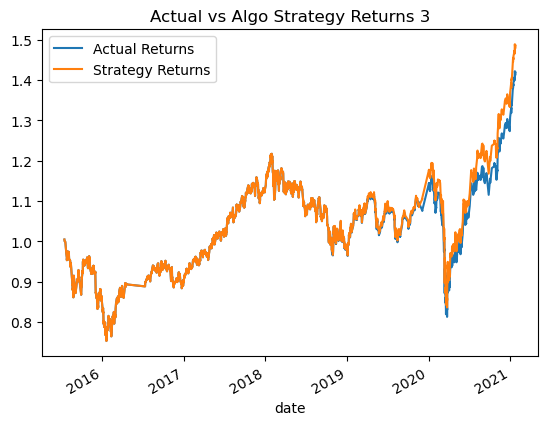 Actual vs Algo Strategy Returns 3
Actual Returns
Strategy Returns
1.5
1.4
1.3
1.2
1.1
1.0
0.9
0.8
2016 2017 2018 2019 2020 2021
date